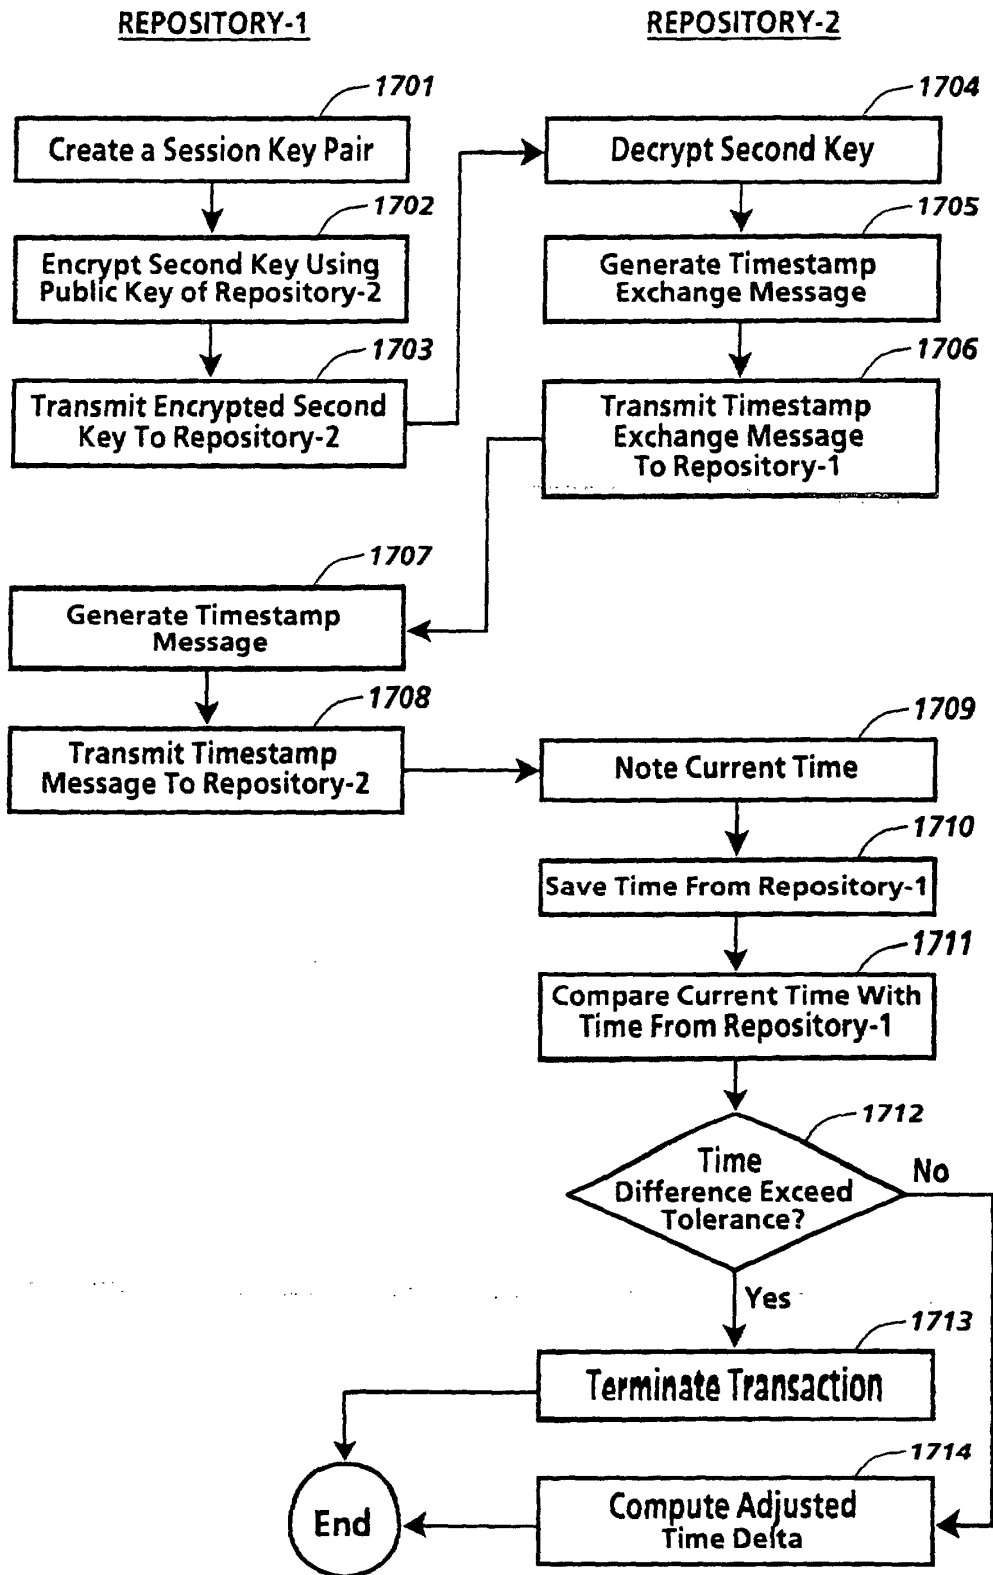 REPOSITORY-1
REPOSITORY-2
1701
Create a Session Key Pair
1702
Encrypt Second Key Using
Public Key of Repository-2
1703
Transmit Encrypted Second
Key To Repository-2
1704
Decrypt Second Key
1705
Generate Timestamp
Exchange Message
1706
Transmit Timestamp
Exchange Message
To Repository-1
1707
Generate Timestamp
Message
1708
Transmit Timestamp
Message To Repository-2
1709
Note Current Time
1710
Save Time From Repository-1
1711
Compare Current Time With
Time From Repository-1
1712
Time
Difference Exceed
Tolerance?
No
Yes
1713
Terminate Transaction
1714
Compute Adjusted
Time Delta
End